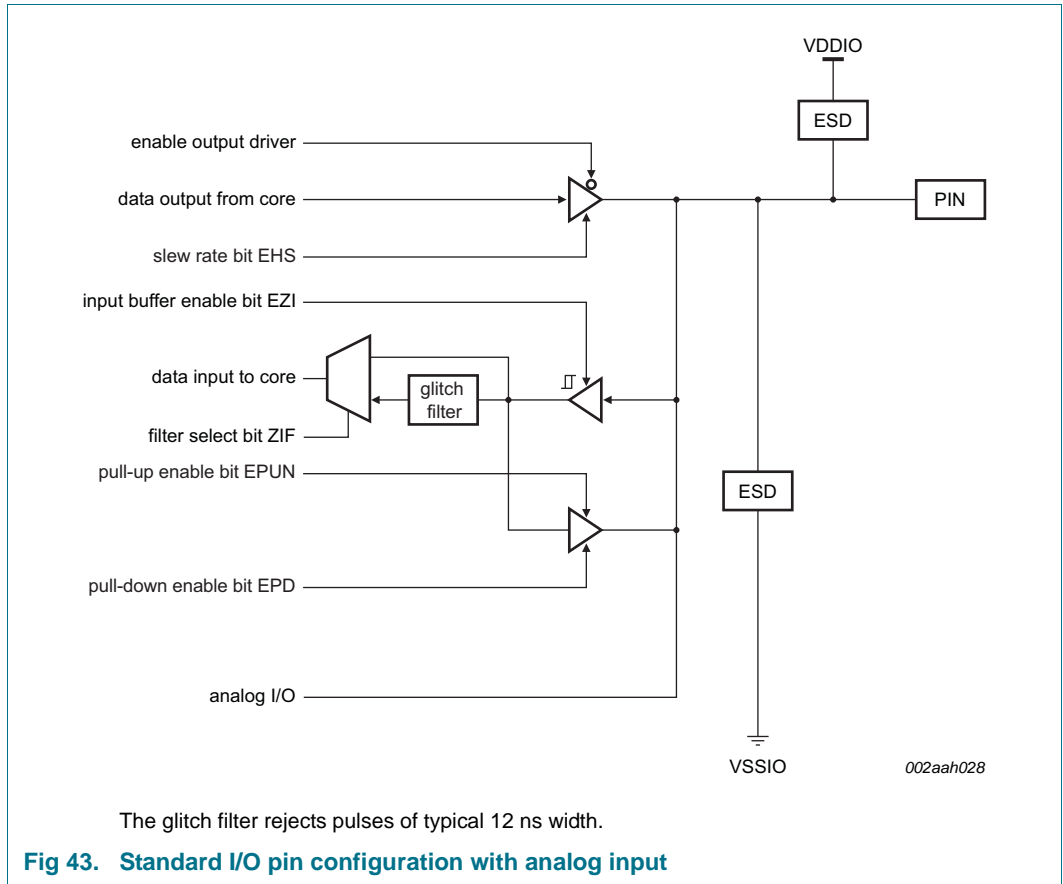 VDDIO
ESD
enable output driver
data output from core
PIN
slew rate bit EHS
input buffer enable bit EZI
data input to core
glitch
filter
filter select bit ZIF
pull-up enable bit EPUN
ESD
pull-down enable bit EPD
analog I/O
VSSIO
002aah028
The glitch filter rejects pulses of typical 12 ns width.
Fig 43. Standard I/O pin configuration with analog input